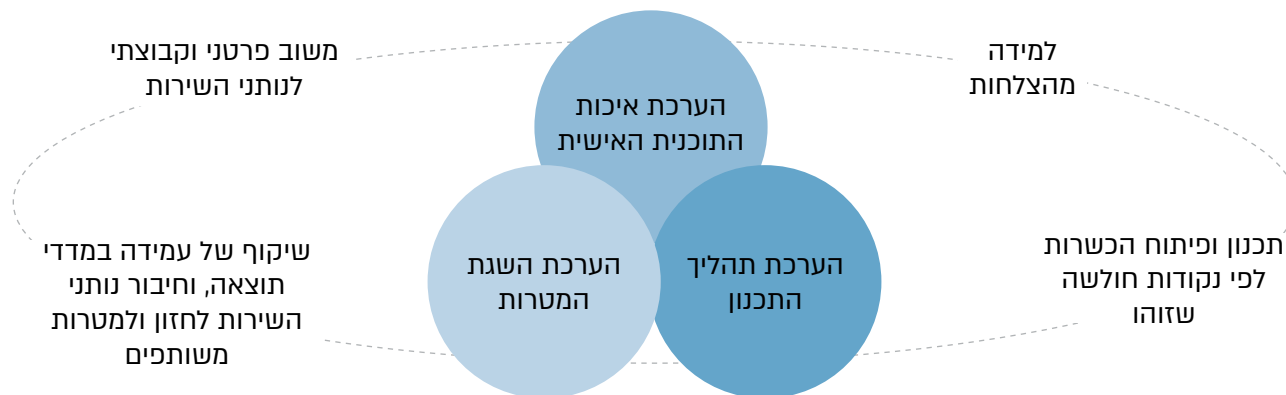 למידה
מהצלחות
משוב פרטני וקבוצתי
לנותני השירות
הערכת איכות
התוכנית האישית
הערכת תהליך
התכנון
הערכת השגת
המטרות
תכנון ופיתוח הכשרות
לפי נקודות חולשה
שזוהו
שיקוף של עמידה במדדי
תוצאה, וחיבור נותני
השירות לחזון ולמטרות
משותפים